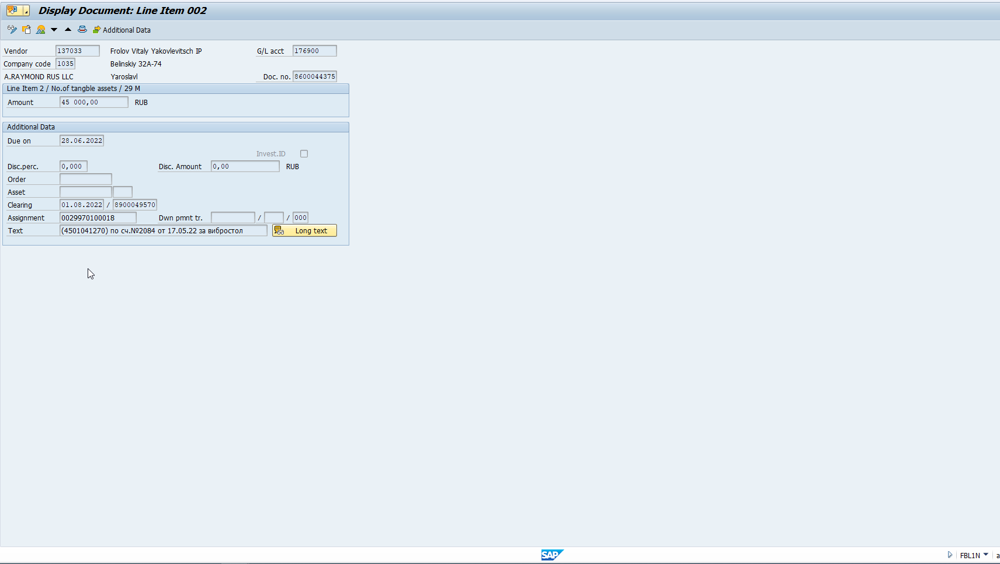 Display Document: Line Item 002
Additional Data
Vendor 137033 Frolov Vitaly Yakovlevitsch IP G/L acct 176900
Company code 1035 Belinskiy 32A-74
A.RAYMOND RUS LLC Yaroslavl Doc. no. 8600044375
Line Item 2 / No.of tangble assets / 29 M
Amount 45 000,00 RUB
Additional Data
Due on 28.06.2022
Invest.ID
Disc.perc. 0,000 Disc. Amount 0,00 RUB
Order
Asset
Clearing 01.08.2022 / 8900049570
Assignment 0029970100018 Dwn pmnt tr. / / 000
Text (4501041270) по сч.№2084 от 17.05.22 за вибростол Long text
SAP FBL1N